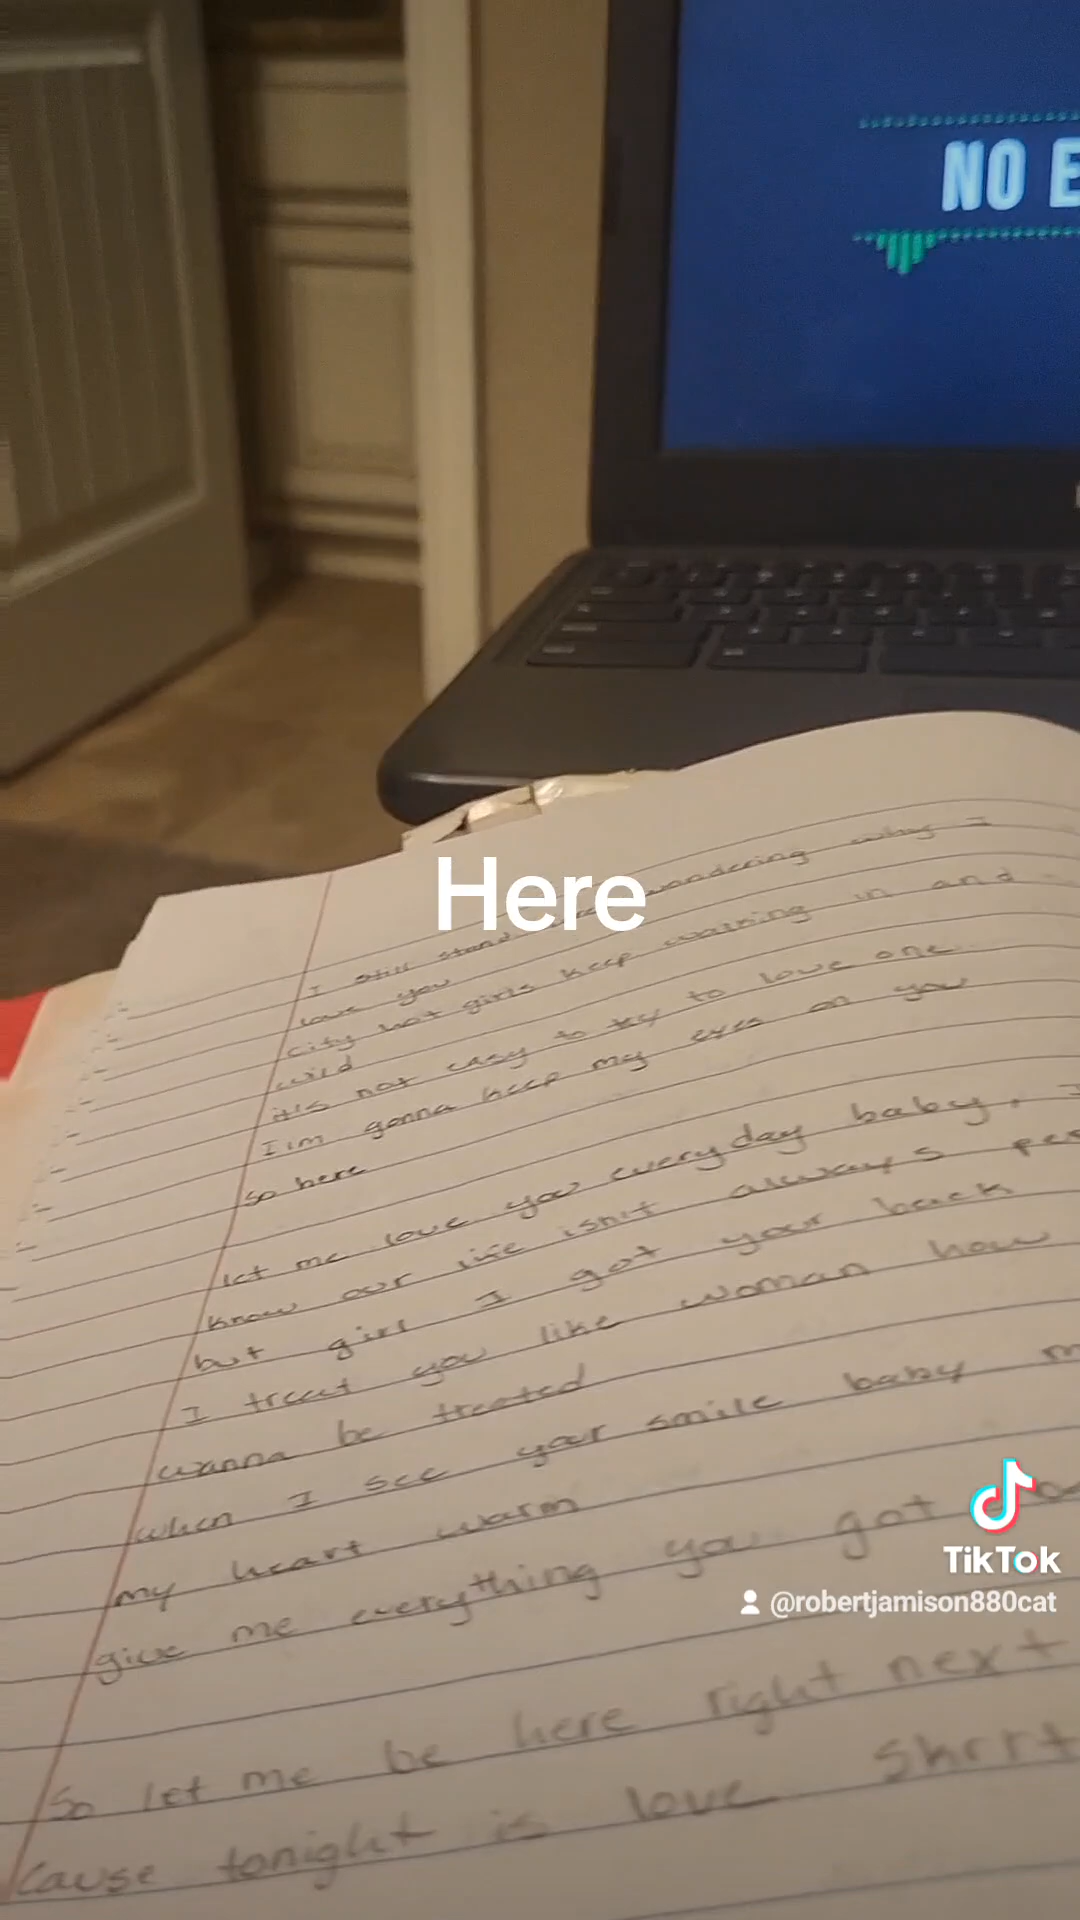 NO E
Here
I still stand wondering why I
love you
city hot girls keep walking in and
wild
it's not easy to try to love one
I'm gonna keep my eyes on you
so here
let me love you everyday baby, I
know our life isn't always per
but girl I got your back
I treat you like woman how
wanna be treated
when I see your smile baby m
my heart warm
give me everything you got
So let me be here right next
Cause tonight is love skrrt
TikTok
@robertjamison880cat